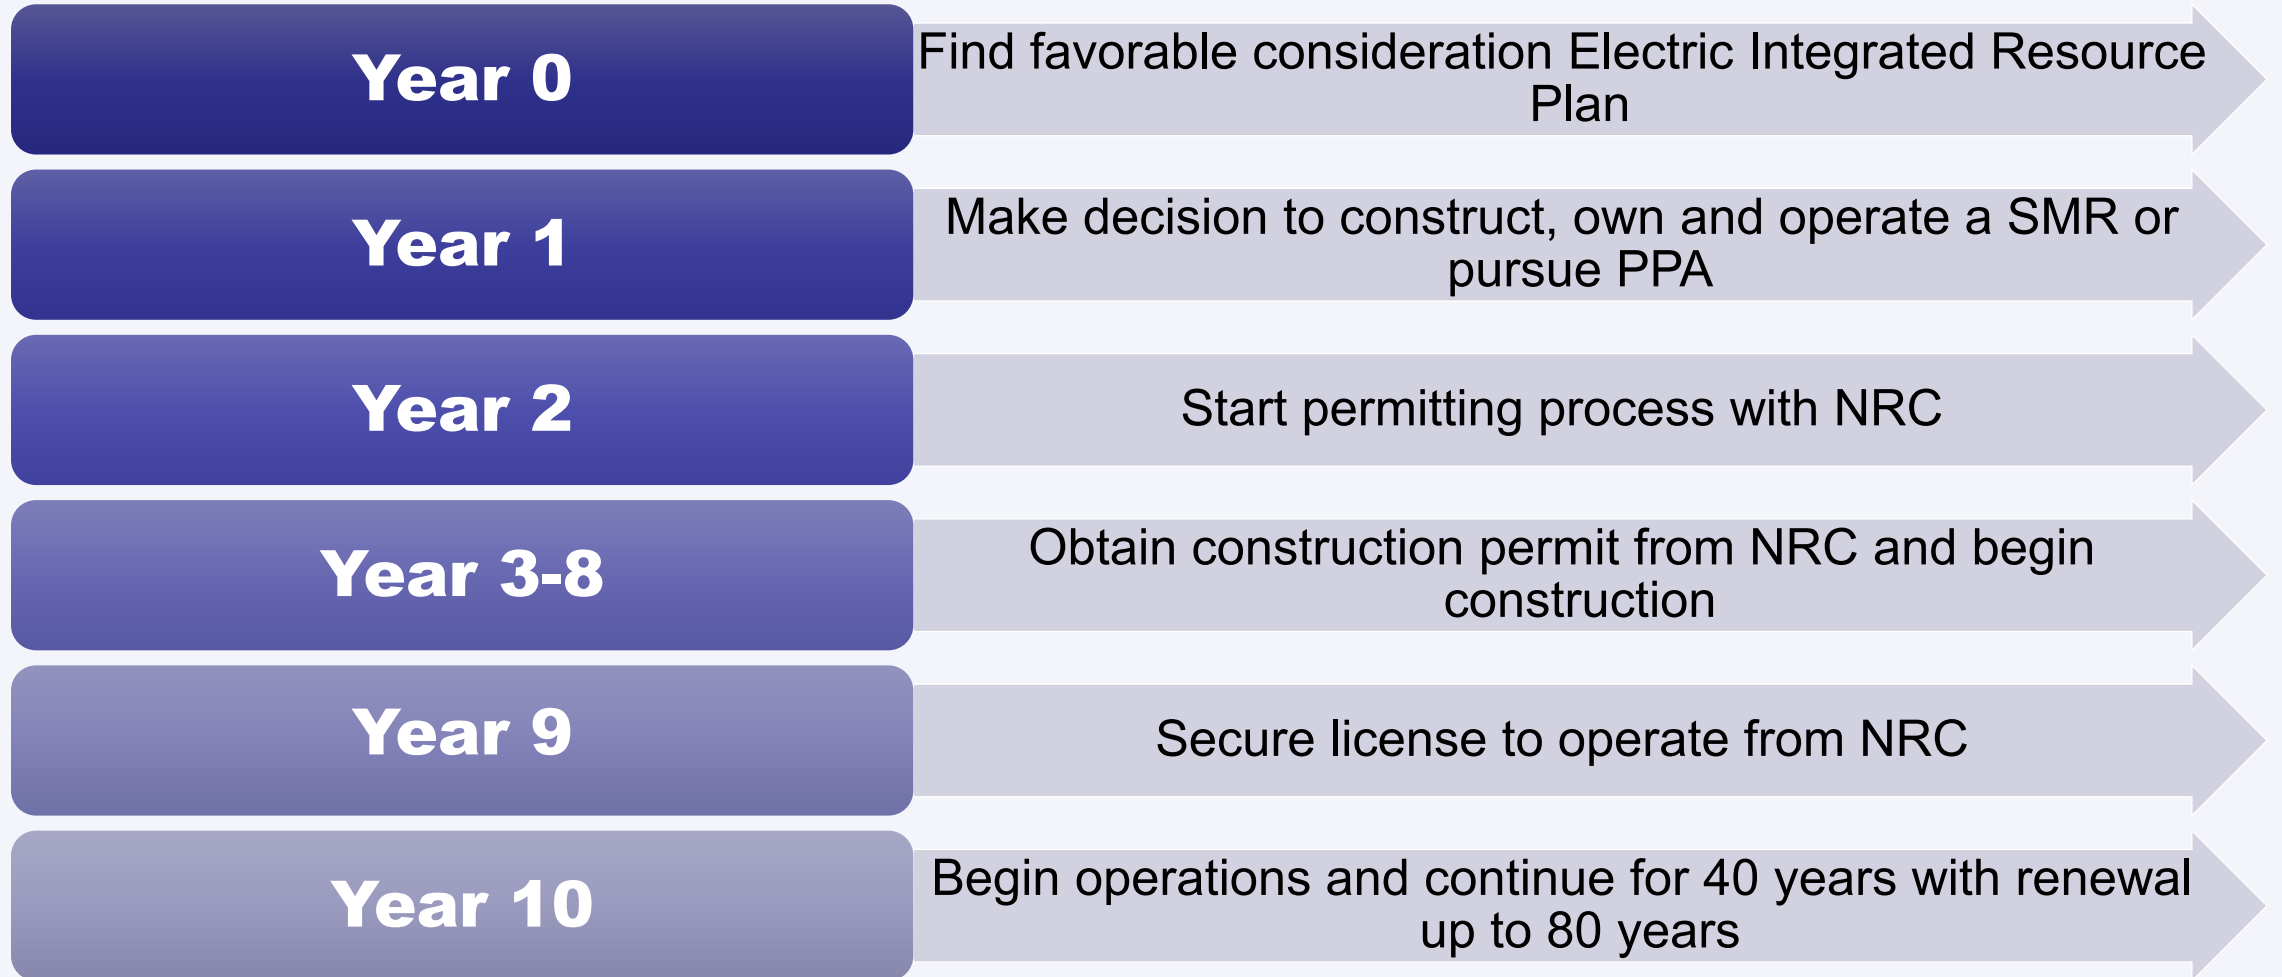 Year 0
Find favorable consideration Electric Integrated Resource
Plan
Year 1
Make decision to construct, own and operate a SMR or
pursue PPA
Year 2
Start permitting process with NRC
Year 3-8
Obtain construction permit from NRC and begin
construction
Year 9
Secure license to operate from NRC
Year 10
Begin operations and continue for 40 years with renewal
up to 80 years